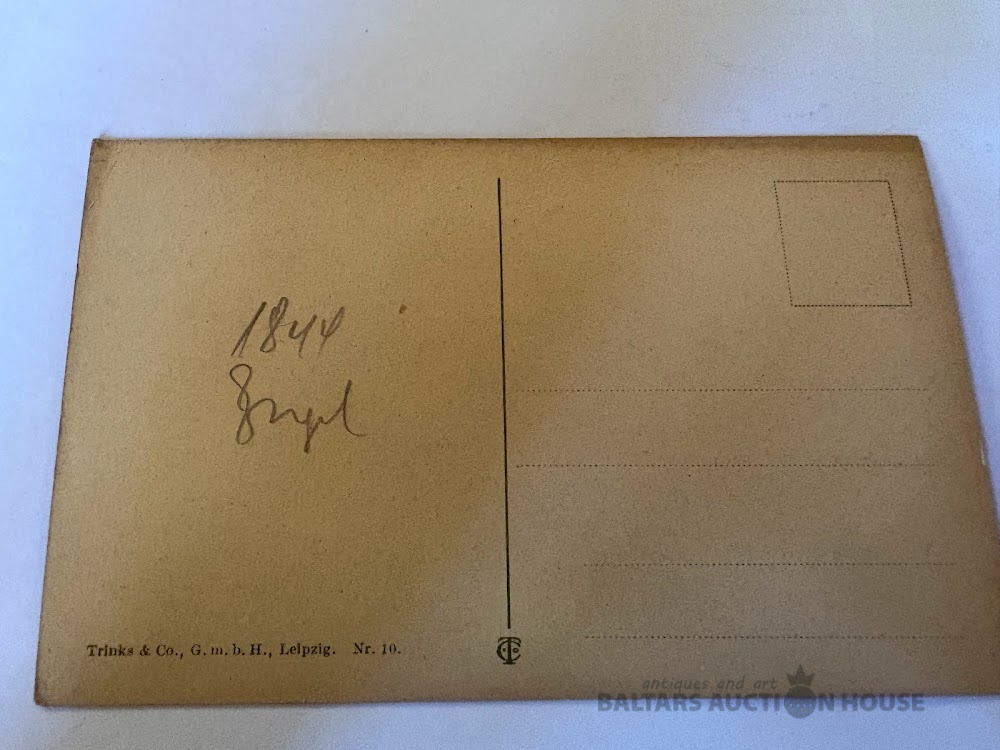 1844
Trinks & Co., G. m. b. H., Leipzig. Nr. 10.
antiques and art
BALTARS AUCTION HOUSE